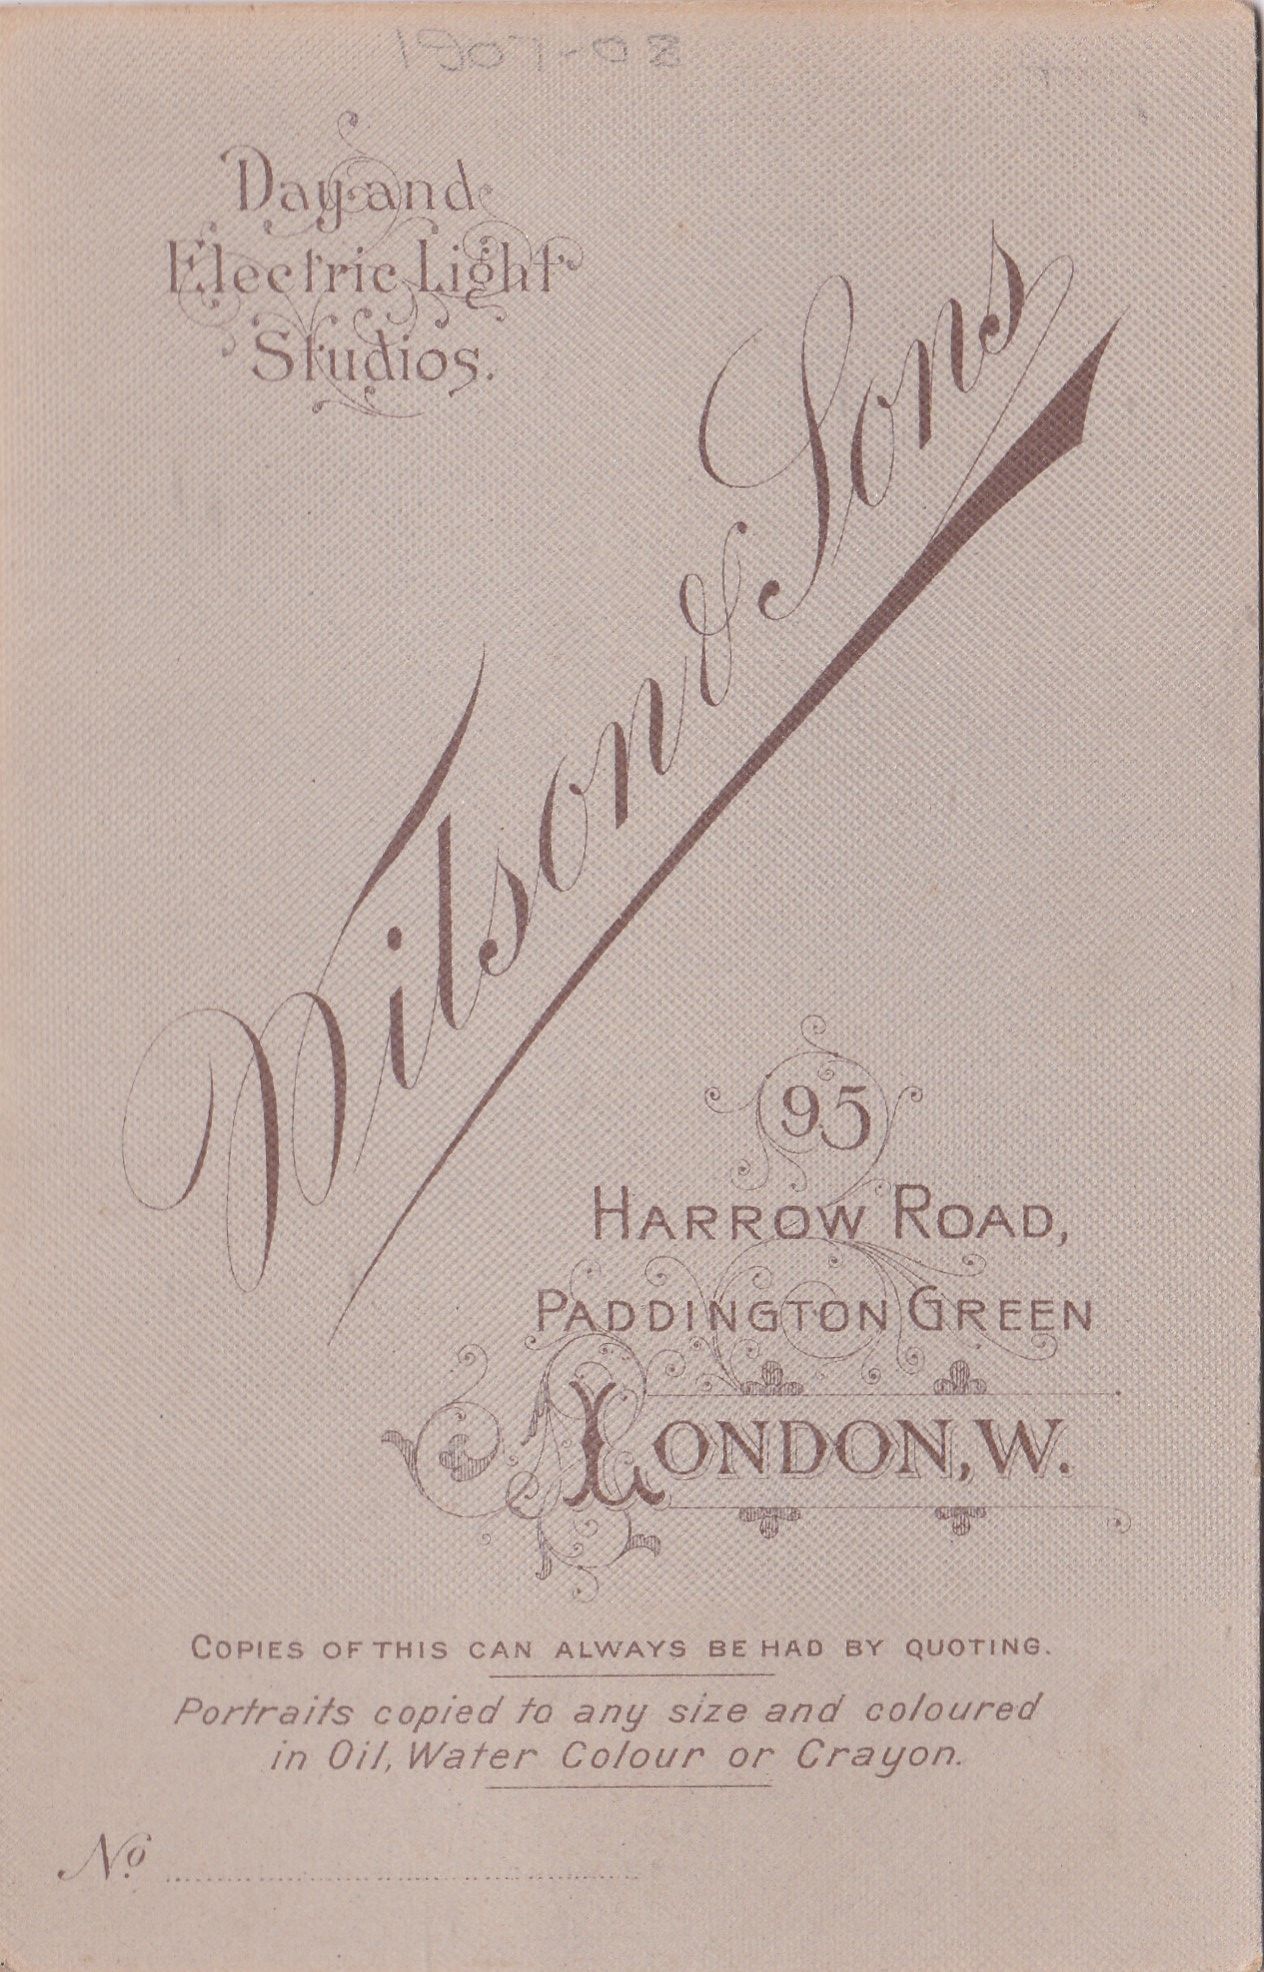 1907-08
Day and
Electric Light
Studios.
Wilson & Sons
95
HARROW ROAD,
PADDINGTON GREEN
LONDON, W.
COPIES OF THIS CAN ALWAYS BE HAD BY QUOTING.
Portraits copied to any size and coloured
in Oil, Water Colour or Crayon.
No